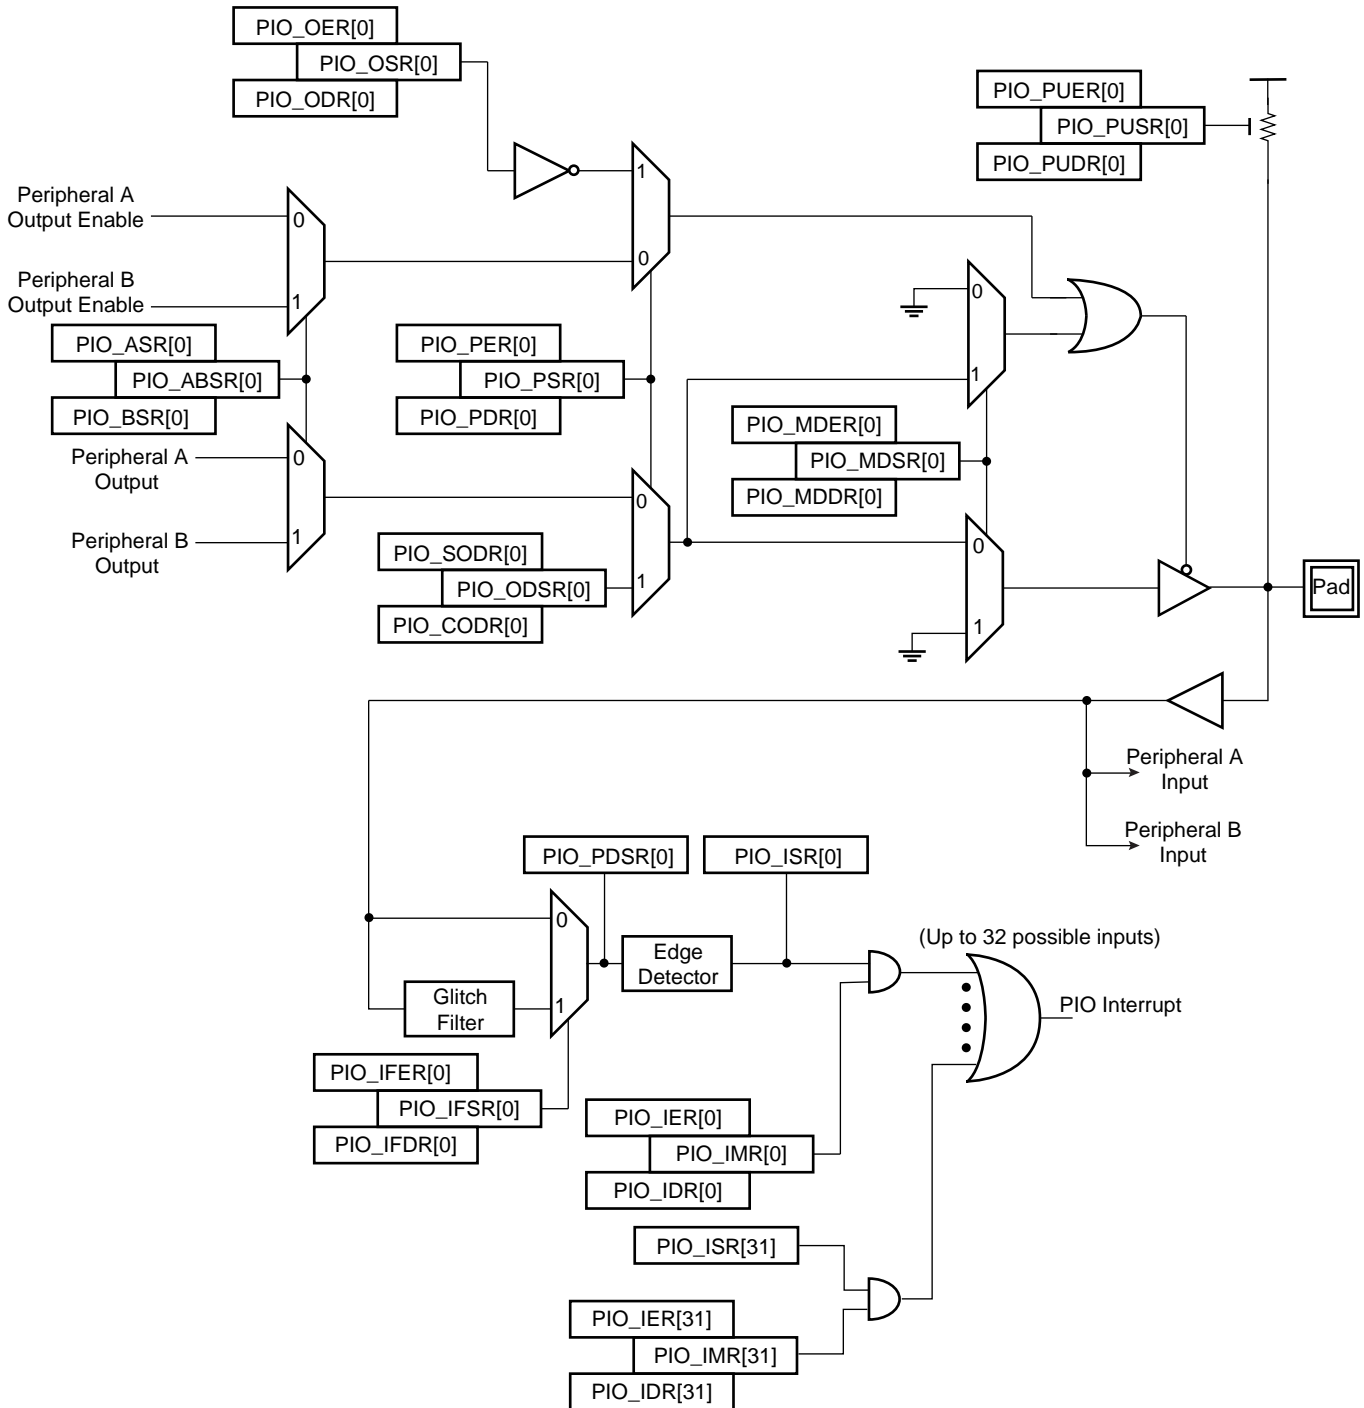 PIO_OER[0]
PIO_OSR[0]
PIO_ODR[0]
PIO_PUER[0]
PIO_PUSR[0]
PIO_PUDR[0]
1
0
Peripheral A
Output Enable
0
Peripheral B
Output Enable
1
PIO_ASR[0]
PIO_ABSR[0]
PIO_BSR[0]
PIO_PER[0]
PIO_PSR[0]
PIO_PDR[0]
0
1
PIO_MDER[0]
PIO_MDSR[0]
PIO_MDDR[0]
Peripheral A
Output
0
Peripheral B
Output
1
0
1
PIO_SODR[0]
PIO_ODSR[0]
PIO_CODR[0]
0
1
Pad
Peripheral A
Input
Peripheral B
Input
PIO_PDSR[0]
PIO_ISR[0]
0
1
Glitch
Filter
Edge
Detector
(Up to 32 possible inputs)
PIO Interrupt
PIO_IFER[0]
PIO_IFSR[0]
PIO_IFDR[0]
PIO_IER[0]
PIO_IMR[0]
PIO_IDR[0]
PIO_ISR[31]
PIO_IER[31]
PIO_IMR[31]
PIO_IDR[31]